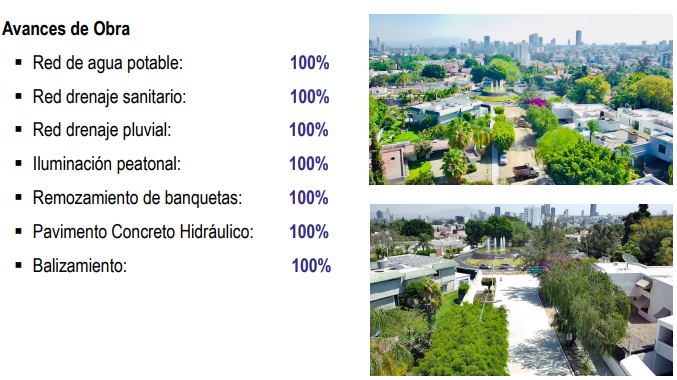 Avances de Obra
▪ Red de agua potable: 100%
▪ Red drenaje sanitario: 100%
▪ Red drenaje pluvial: 100%
▪ Iluminación peatonal: 100%
▪ Remozamiento de banquetas: 100%
▪ Pavimento Concreto Hidráulico: 100%
▪ Balizamiento: 100%